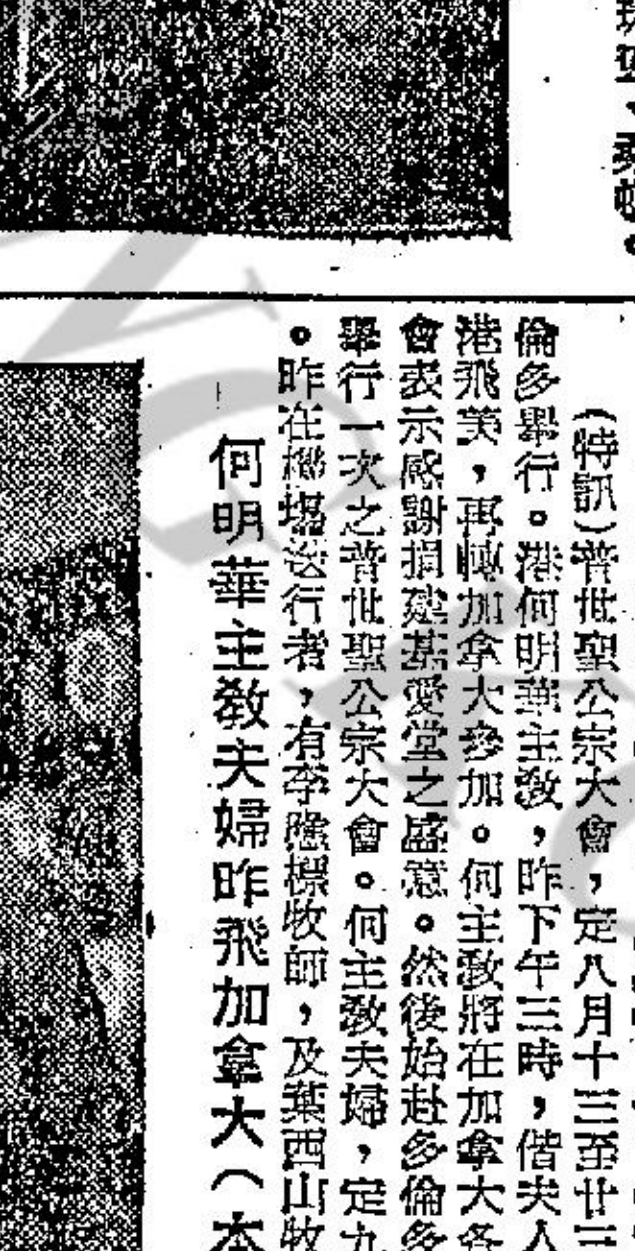 （特訊）普世聖公宗大會，定八月十三至廿三
倫多舉行。港何明華主教，昨下午三時，偕夫人
港飛美，再轉加拿大參加。何主教將在加拿大各
會表示感謝捐建基愛堂之盛意。然後始赴多倫多
舉行一次之普世聖公宗大會。何主教夫婦，定九
。昨在機場送行者，有李隆標牧師，及葉西山牧
何明華主教夫婦昨飛加拿大（本